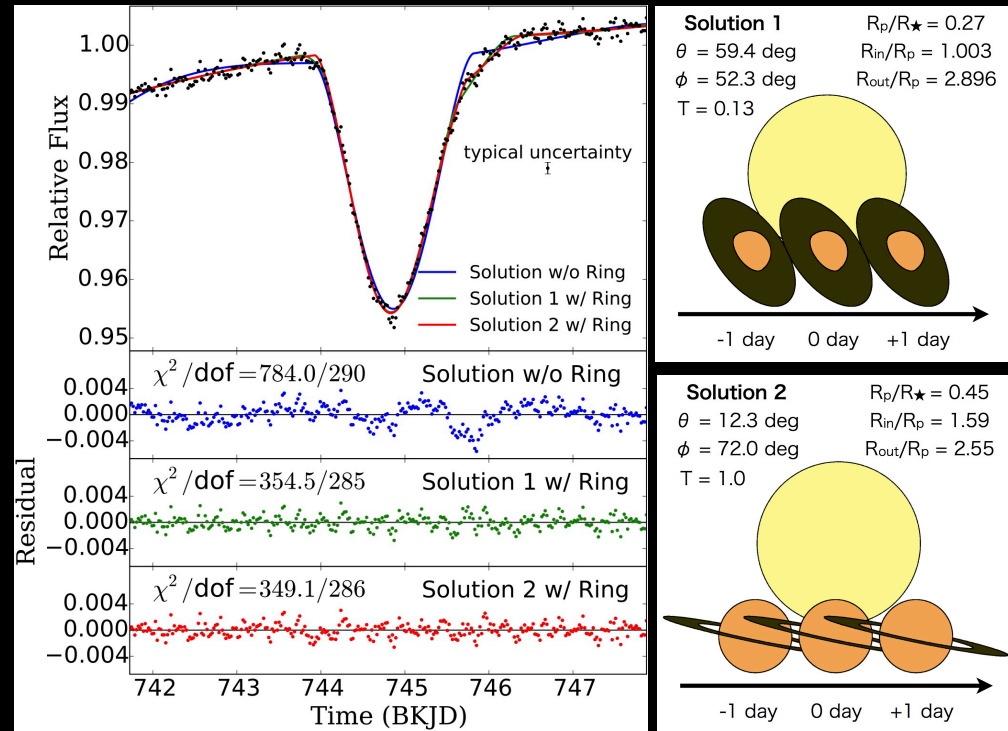 Relative Flux
1.00
0.99
0.98
0.97
0.96
0.95
typical uncertainty
Solution w/o Ring
Solution 1 w/ Ring
Solution 2 w/ Ring
Residual
χ²/dof=784.0/290 Solution w/o Ring
0.004
0.000
−0.004
χ²/dof=354.5/285 Solution 1 w/ Ring
0.004
0.000
−0.004
χ²/dof=349.1/286 Solution 2 w/ Ring
0.004
0.000
−0.004
742 743 744 745 746 747
Time (BKJD)
Solution 1 Rp/R★ = 0.27
θ = 59.4 deg Rin/Rp = 1.003
ϕ = 52.3 deg Rout/Rp = 2.896
T = 0.13
-1 day 0 day +1 day
Solution 2 Rp/R★ = 0.45
θ = 12.3 deg Rin/Rp = 1.59
ϕ = 72.0 deg Rout/Rp = 2.55
T = 1.0
-1 day 0 day +1 day